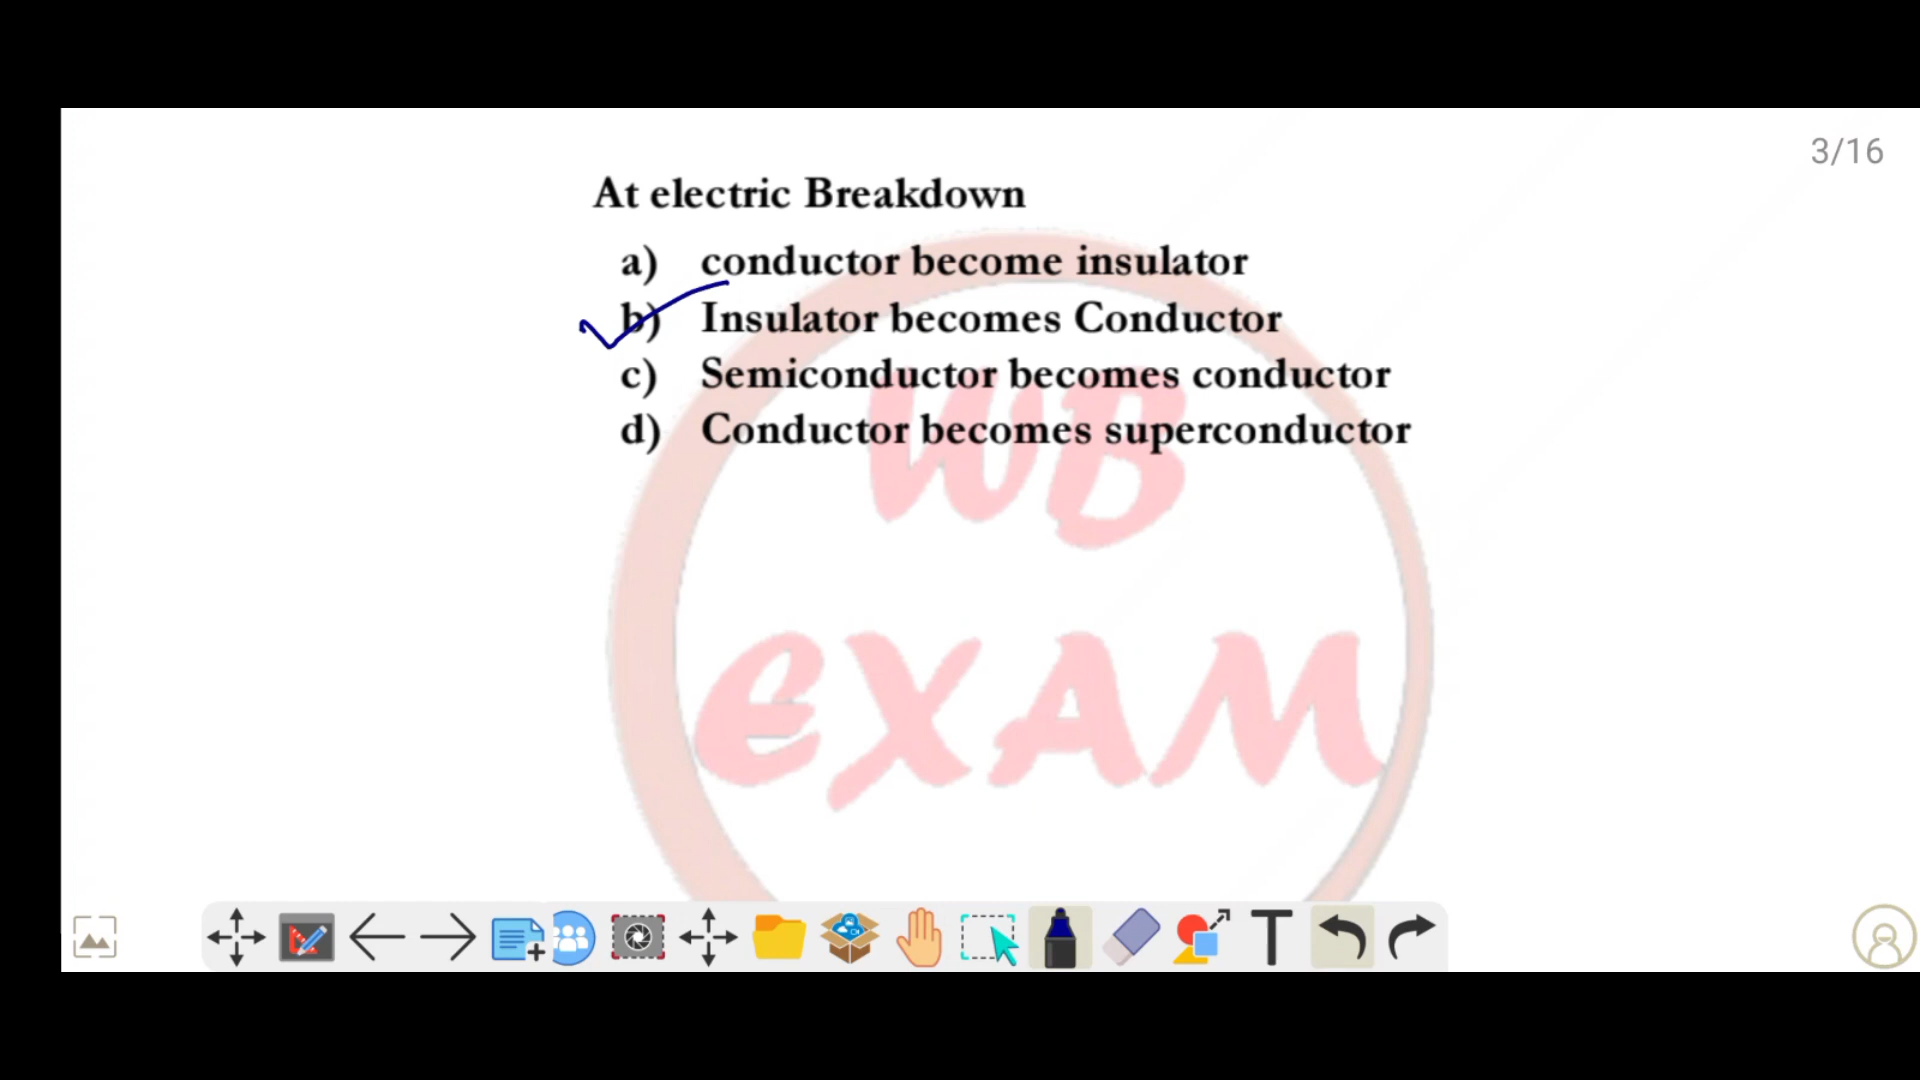 3/16
At electric Breakdown
a) conductor become insulator
b) Insulator becomes Conductor
c) Semiconductor becomes conductor
d) Conductor becomes superconductor
WB
EXAM
T